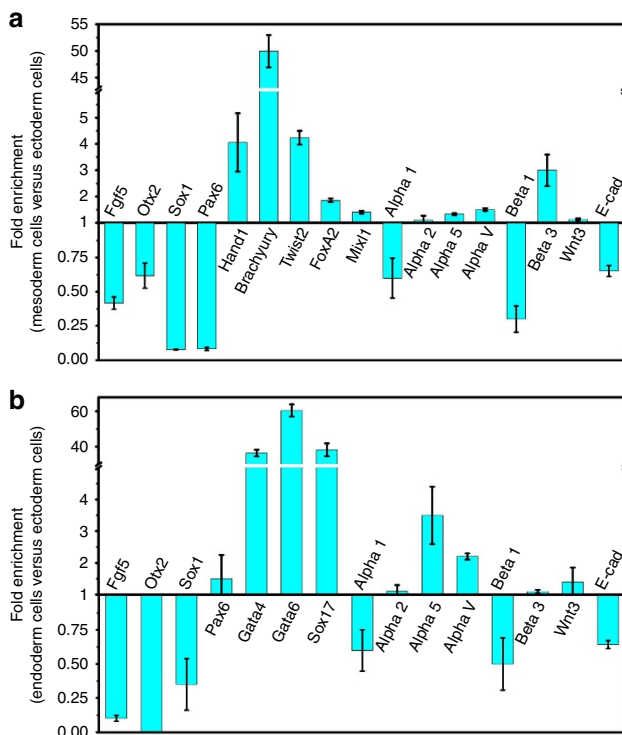 a
Fold enrichment
(mesoderm cells versus ectoderm cells)
55
50
45
4
3
2
1
0.75
0.50
0.25
0.00
Fgf5
Otx2
Sox1
Pax6
Hand1
Brachyury
Twist2
FoxA2
Mixl1
Alpha 1
Alpha 2
Alpha 5
Alpha V
Beta 1
Beta 3
Wnt3
E-cad
b
Fold enrichment
(endoderm cells versus ectoderm cells)
60
40
4
3
2
1
0.75
0.50
0.25
0.00
Fgf5
Otx2
Sox1
Pax6
Gata4
Gata6
Sox17
Alpha 1
Alpha 2
Alpha 5
Alpha V
Beta 1
Beta 3
Wnt3
E-cad